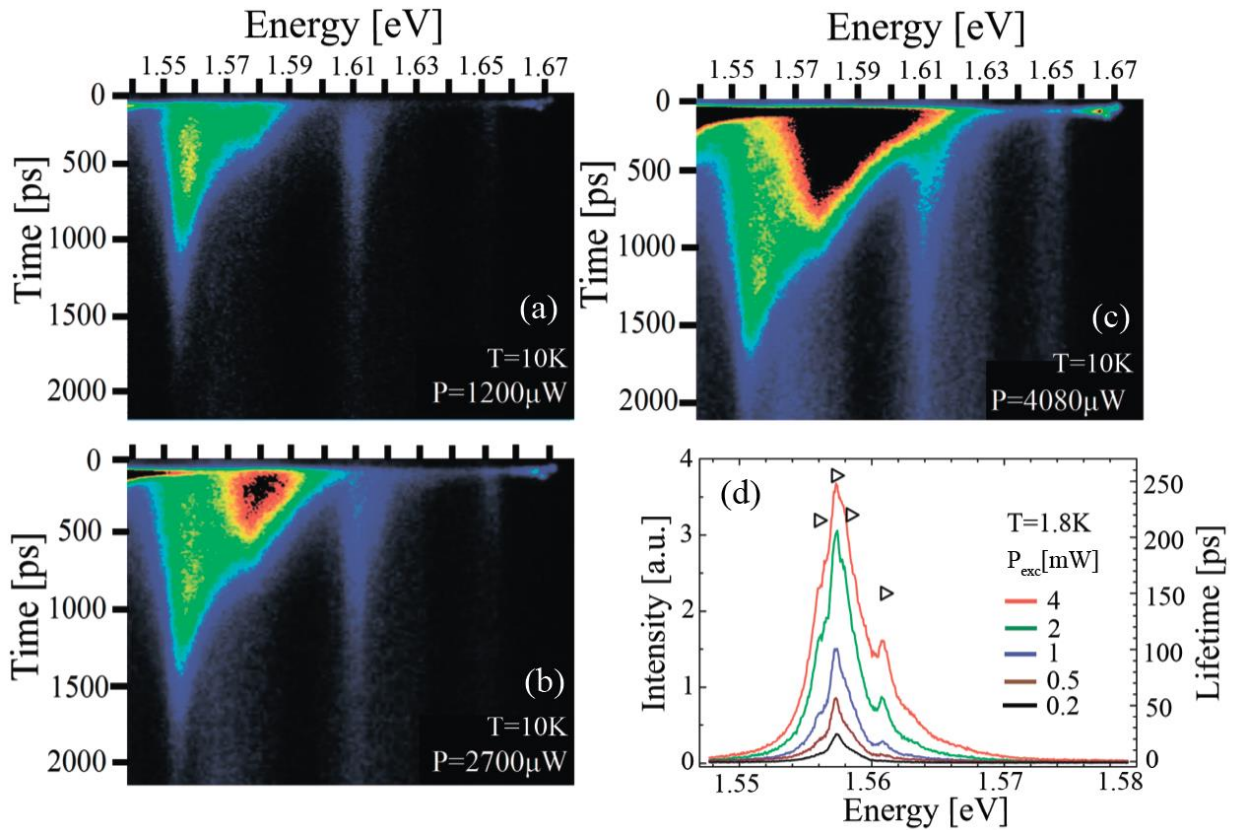 Energy [eV]
1.55 1.57 1.59 1.61 1.63 1.65 1.67
Time [ps]
0
500
1000
1500
2000
(a)
T=10K
P=1200μW
Energy [eV]
1.55 1.57 1.59 1.61 1.63 1.65 1.67
Time [ps]
0
500
1000
1500
2000
(c)
T=10K
P=4080μW
Time [ps]
0
500
1000
1500
2000
(b)
T=10K
P=2700μW
(d)
Intensity [a.u.]
4
3
2
1
0
T=1.8K
Pexc[mW]
4
2
1
0.5
0.2
250
200
150
100
50
0
Lifetime [ps]
1.55 1.56 1.57 1.58
Energy [eV]